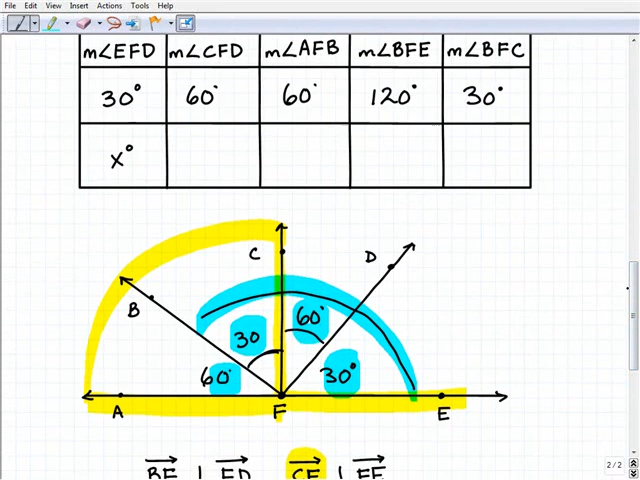 File Edit View Insert Actions Tools Help
m∠EFD m∠CFD m∠AFB m∠BFE m∠BFC
30° 60° 60° 120° 30°
x°
C
D
B
60°
30
60° 30°
A F E
2 / 2